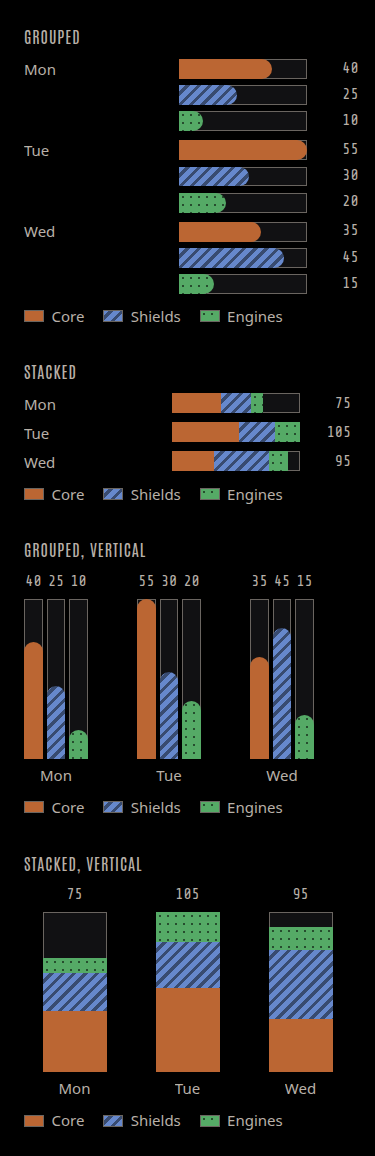 GROUPED
Mon 40
25
10
Tue 55
30
20
Wed 35
45
15
Core Shields Engines
STACKED
Mon 75
Tue 105
Wed 95
Core Shields Engines
GROUPED, VERTICAL
40 25 10 55 30 20 35 45 15
Mon Tue Wed
Core Shields Engines
STACKED, VERTICAL
75 105 95
Mon Tue Wed
Core Shields Engines